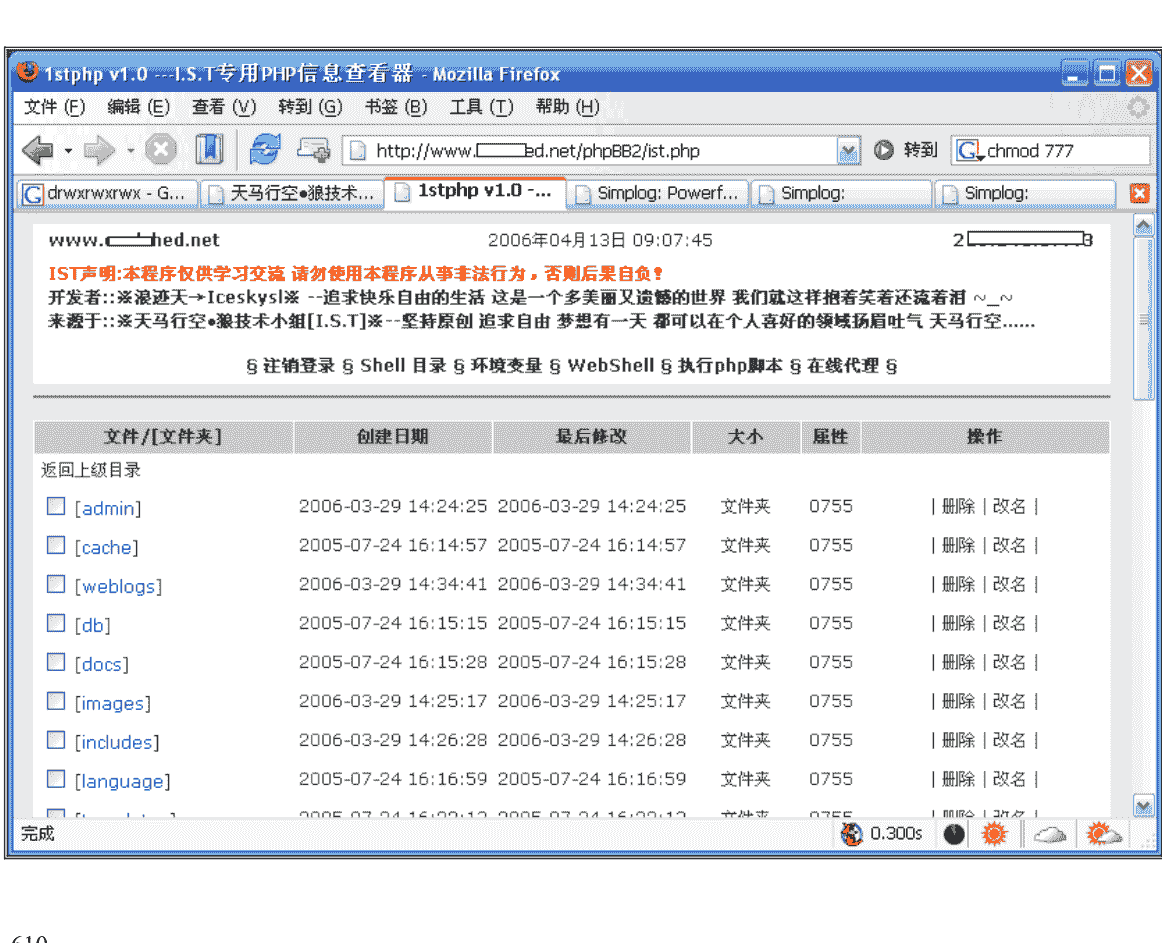 1stphp v1.0 ---I.S.T专用PHP信息查看器 - Mozilla Firefox
文件 (F) 编辑 (E) 查看 (V) 转到 (G) 书签 (B) 工具 (T) 帮助 (H)
http://www. ed.net/phpBB2/ist.php 转到 chmod 777
drwxrwxrwx - G... 天马行空●狼技术... 1stphp v1.0 -... Simplog: Powerf... Simplog: Simplog:
www. hed.net 2006年04月13日 09:07:45 2 3
IST声明:本程序仅供学习交流 请勿使用本程序从事非法行为，否则后果自负！
开发者::※浪迹天→Iceskysl※ --追求快乐自由的生活 这是一个多美丽又遗憾的世界 我们就这样抱着笑着还流着泪 ~_~
来源于::※天马行空●狼技术小组[I.S.T]※--坚持原创 追求自由 梦想有一天 都可以在个人喜好的领域扬眉吐气 天马行空......
§ 注销登录 § Shell 目录 § 环境变量 § WebShell § 执行php脚本 § 在线代理 §
文件/[文件夹] 创建日期 最后修改 大小 属性 操作
返回上级目录
[admin] 2006-03-29 14:24:25 2006-03-29 14:24:25 文件夹 0755 | 删除 | 改名 |
[cache] 2005-07-24 16:14:57 2005-07-24 16:14:57 文件夹 0755 | 删除 | 改名 |
[weblogs] 2006-03-29 14:34:41 2006-03-29 14:34:41 文件夹 0755 | 删除 | 改名 |
[db] 2005-07-24 16:15:15 2005-07-24 16:15:15 文件夹 0755 | 删除 | 改名 |
[docs] 2005-07-24 16:15:28 2005-07-24 16:15:28 文件夹 0755 | 删除 | 改名 |
[images] 2006-03-29 14:25:17 2006-03-29 14:25:17 文件夹 0755 | 删除 | 改名 |
[includes] 2006-03-29 14:26:28 2006-03-29 14:26:28 文件夹 0755 | 删除 | 改名 |
[language] 2005-07-24 16:16:59 2005-07-24 16:16:59 文件夹 0755 | 删除 | 改名 |
完成 0.300s